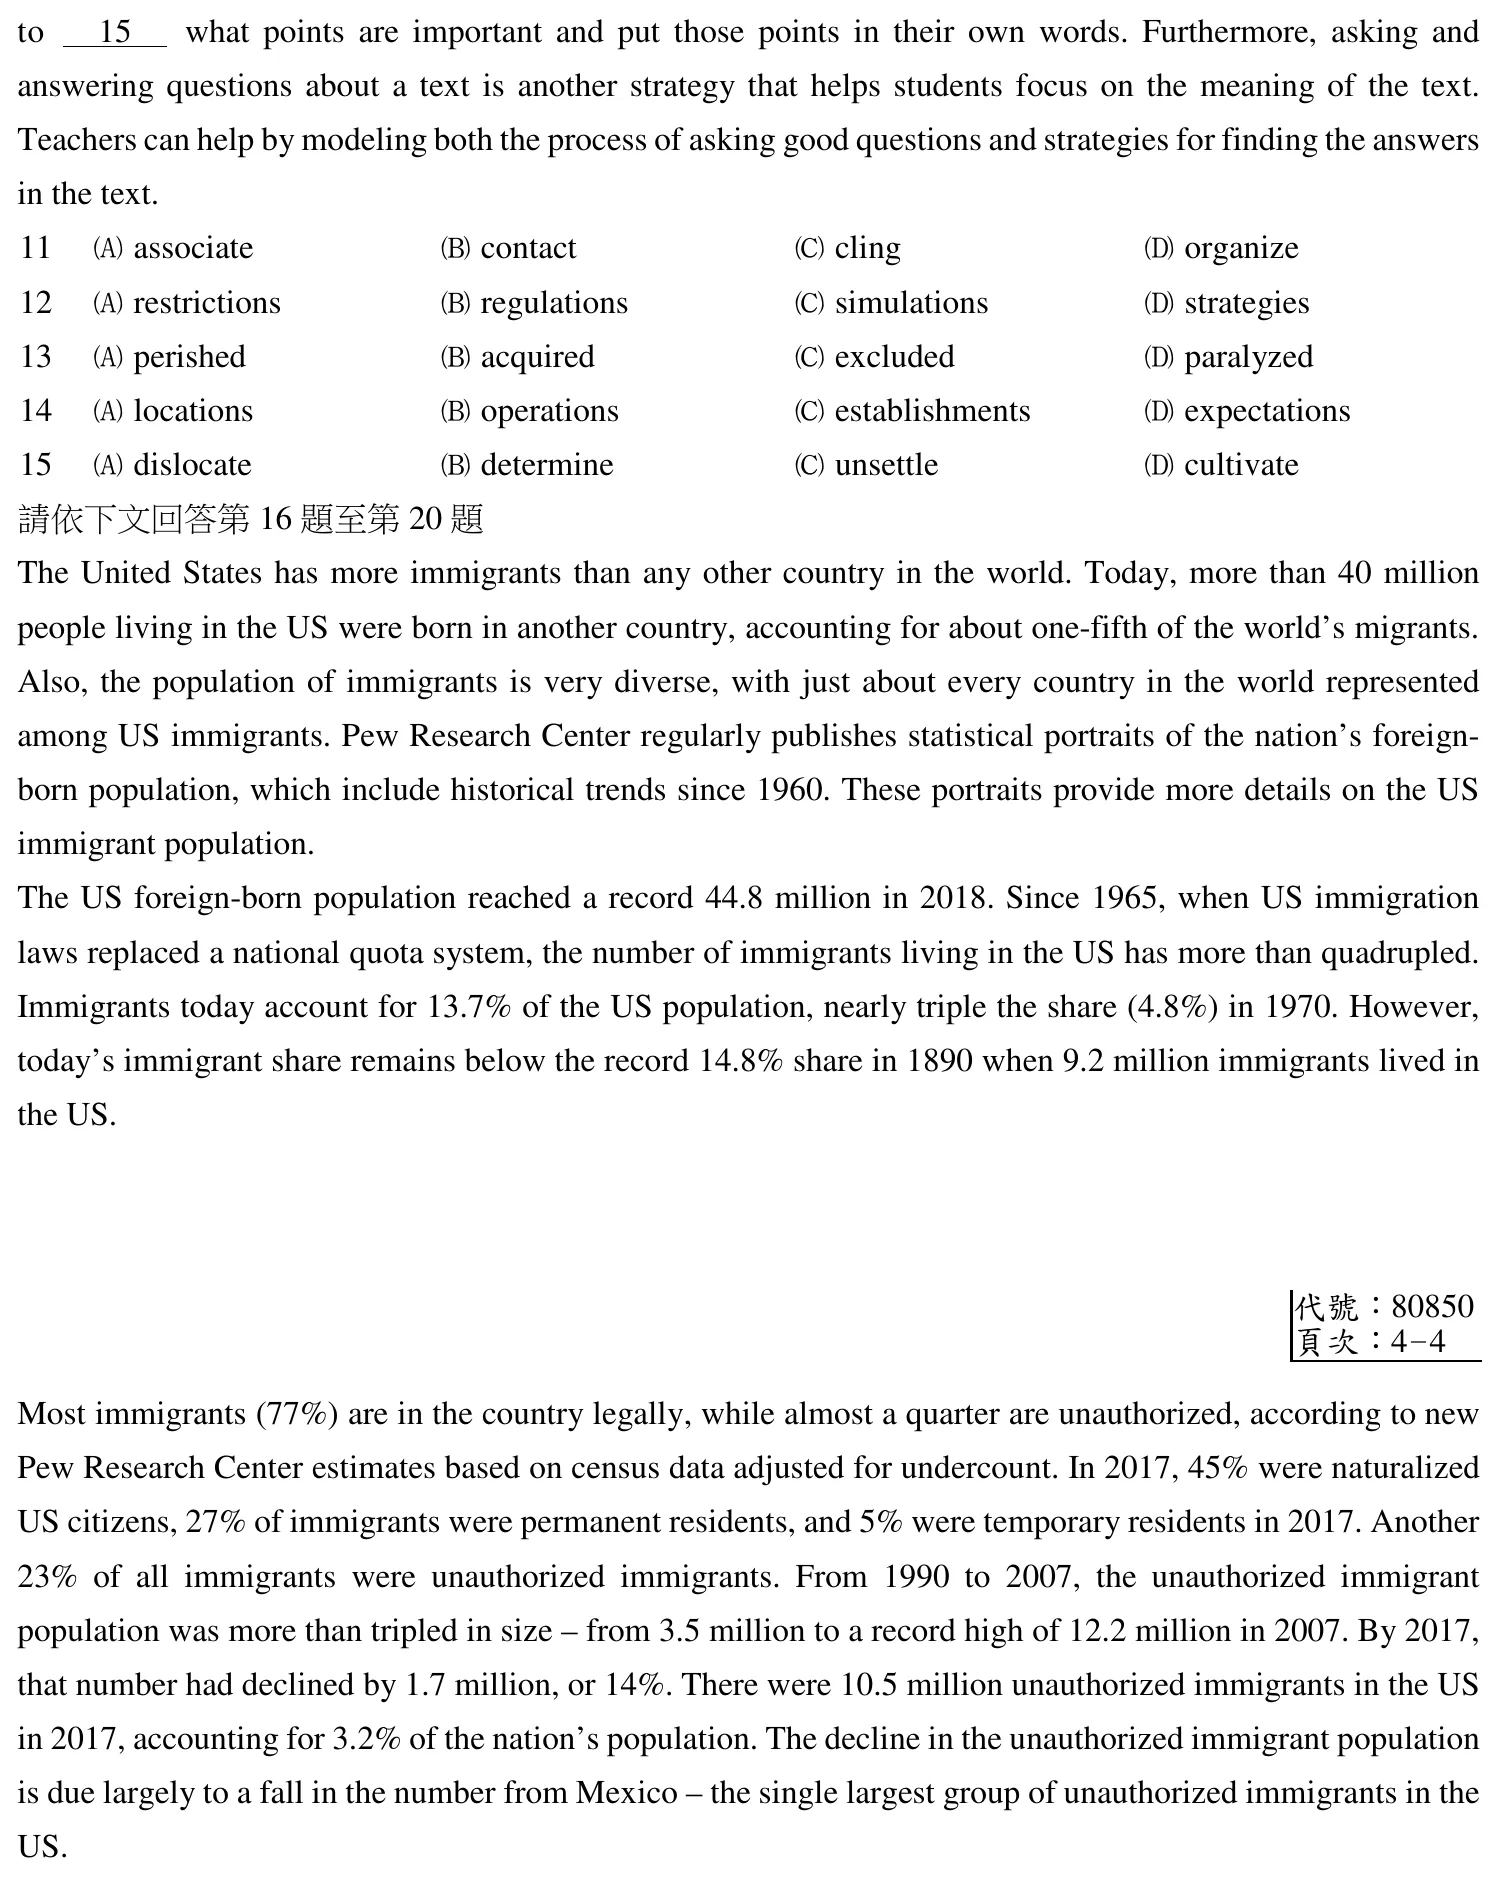 to 15 what points are important and put those points in their own words. Furthermore, asking and
answering questions about a text is another strategy that helps students focus on the meaning of the text.
Teachers can help by modeling both the process of asking good questions and strategies for finding the answers
in the text.
11 (A) associate (B) contact (C) cling (D) organize
12 (A) restrictions (B) regulations (C) simulations (D) strategies
13 (A) perished (B) acquired (C) excluded (D) paralyzed
14 (A) locations (B) operations (C) establishments (D) expectations
15 (A) dislocate (B) determine (C) unsettle (D) cultivate
請依下文回答第 16 題至第 20 題
The United States has more immigrants than any other country in the world. Today, more than 40 million
people living in the US were born in another country, accounting for about one-fifth of the world’s migrants.
Also, the population of immigrants is very diverse, with just about every country in the world represented
among US immigrants. Pew Research Center regularly publishes statistical portraits of the nation’s foreign-
born population, which include historical trends since 1960. These portraits provide more details on the US
immigrant population.
The US foreign-born population reached a record 44.8 million in 2018. Since 1965, when US immigration
laws replaced a national quota system, the number of immigrants living in the US has more than quadrupled.
Immigrants today account for 13.7% of the US population, nearly triple the share (4.8%) in 1970. However,
today’s immigrant share remains below the record 14.8% share in 1890 when 9.2 million immigrants lived in
the US.
代號：80850
頁次：4－4
Most immigrants (77%) are in the country legally, while almost a quarter are unauthorized, according to new
Pew Research Center estimates based on census data adjusted for undercount. In 2017, 45% were naturalized
US citizens, 27% of immigrants were permanent residents, and 5% were temporary residents in 2017. Another
23% of all immigrants were unauthorized immigrants. From 1990 to 2007, the unauthorized immigrant
population was more than tripled in size – from 3.5 million to a record high of 12.2 million in 2007. By 2017,
that number had declined by 1.7 million, or 14%. There were 10.5 million unauthorized immigrants in the US
in 2017, accounting for 3.2% of the nation’s population. The decline in the unauthorized immigrant population
is due largely to a fall in the number from Mexico – the single largest group of unauthorized immigrants in the
US.